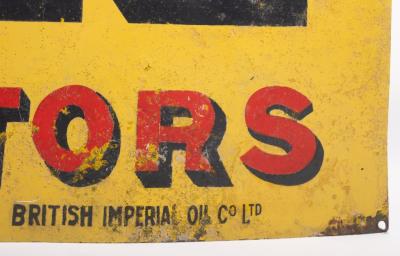 TORS
BRITISH IMPERIAL OIL CO LTD